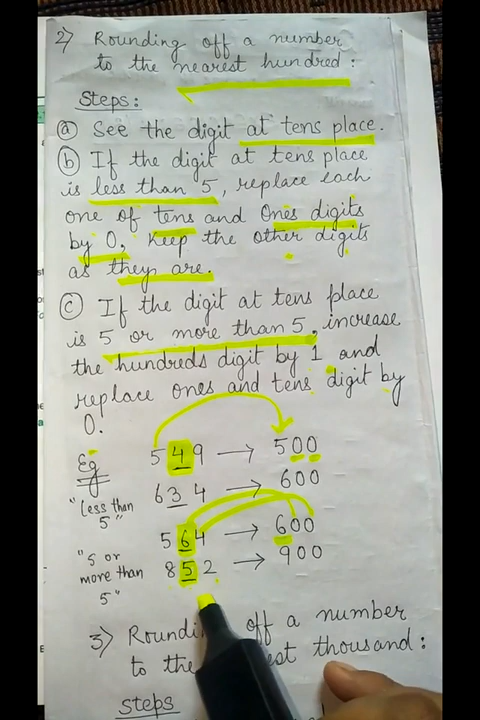 2) Rounding off a number
to the nearest hundred:
Steps:
(a) See the digit at tens place.
(b) If the digit at tens place
is less than 5, replace each
one of tens and Ones digits
by 0, Keep the other digits
as they are.
(c) If the digit at tens place
is 5 or more than 5, increase
the hundreds digit by 1 and
replace ones and tens digit by
0.
Eg 549 → 500
"less than 5" 634 → 600
564 → 600
"5 or more than 5" 852 → 900
3) Rounding off a number
to the nearest thousand:
steps